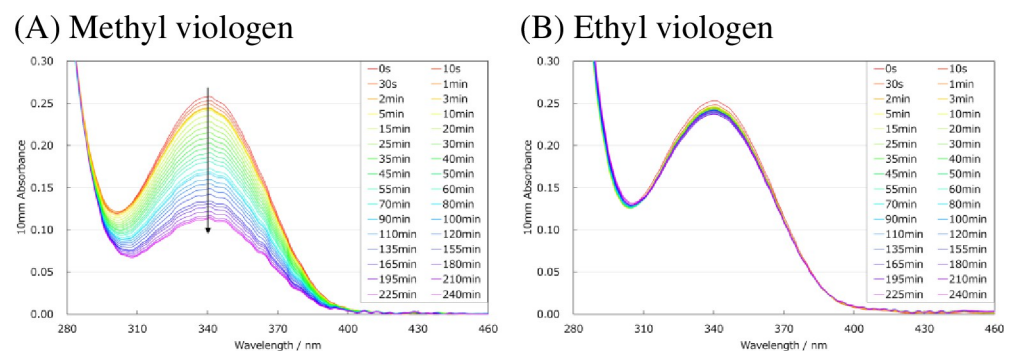 (A) Methyl viologen
10mm Absorbance
0.30
0.25
0.20
0.15
0.10
0.05
0.00
280 310 340 370 400 430 460
Wavelength / nm
0s 10s
30s 1min
2min 3min
5min 10min
15min 20min
25min 30min
35min 40min
45min 50min
55min 60min
70min 80min
90min 100min
110min 120min
135min 155min
165min 180min
195min 210min
225min 240min
(B) Ethyl viologen
10mm Absorbance
0.30
0.25
0.20
0.15
0.10
0.05
0.00
280 310 340 370 400 430 460
Wavelength / nm
0s 10s
30s 1min
2min 3min
5min 10min
15min 20min
25min 30min
35min 40min
45min 50min
55min 60min
70min 80min
90min 100min
110min 120min
135min 155min
165min 180min
195min 210min
225min 240min